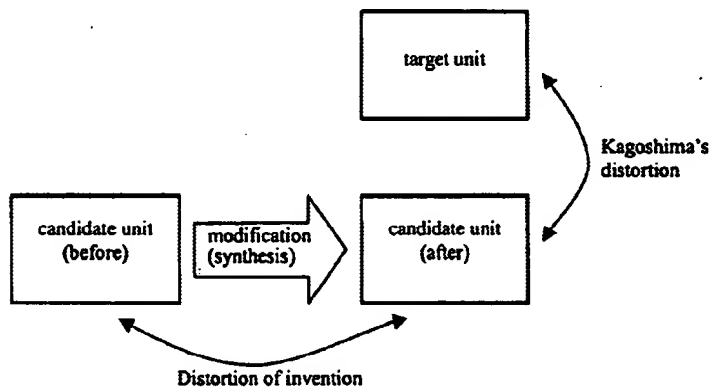 target unit
Kagoshima's
distortion
candidate unit
(before)
modification
(synthesis)
candidate unit
(after)
Distortion of invention